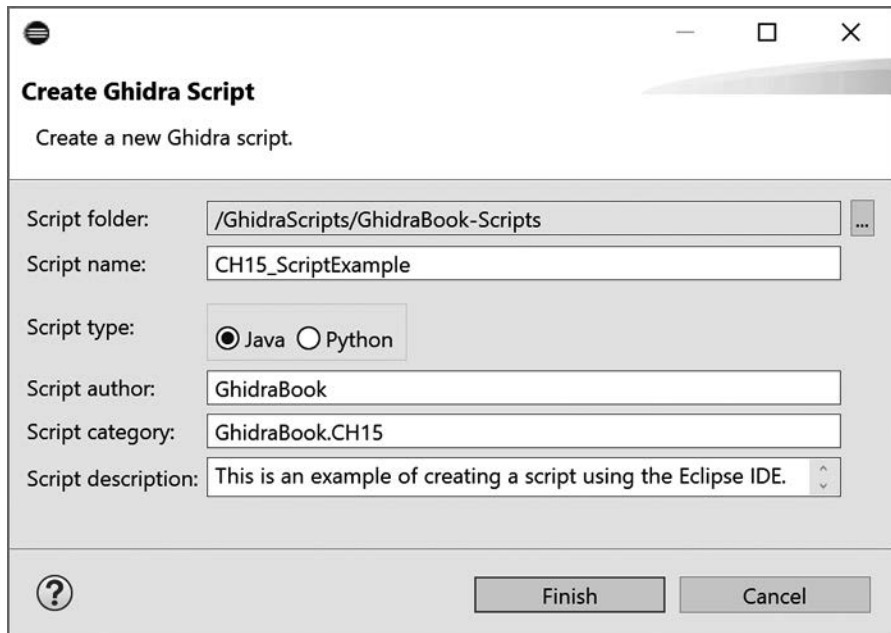 Create Ghidra Script
Create a new Ghidra script.
Script folder: /GhidraScripts/GhidraBook-Scripts ...
Script name: CH15_ScriptExample
Script type: Java Python
Script author: GhidraBook
Script category: GhidraBook.CH15
Script description: This is an example of creating a script using the Eclipse IDE.
? Finish Cancel